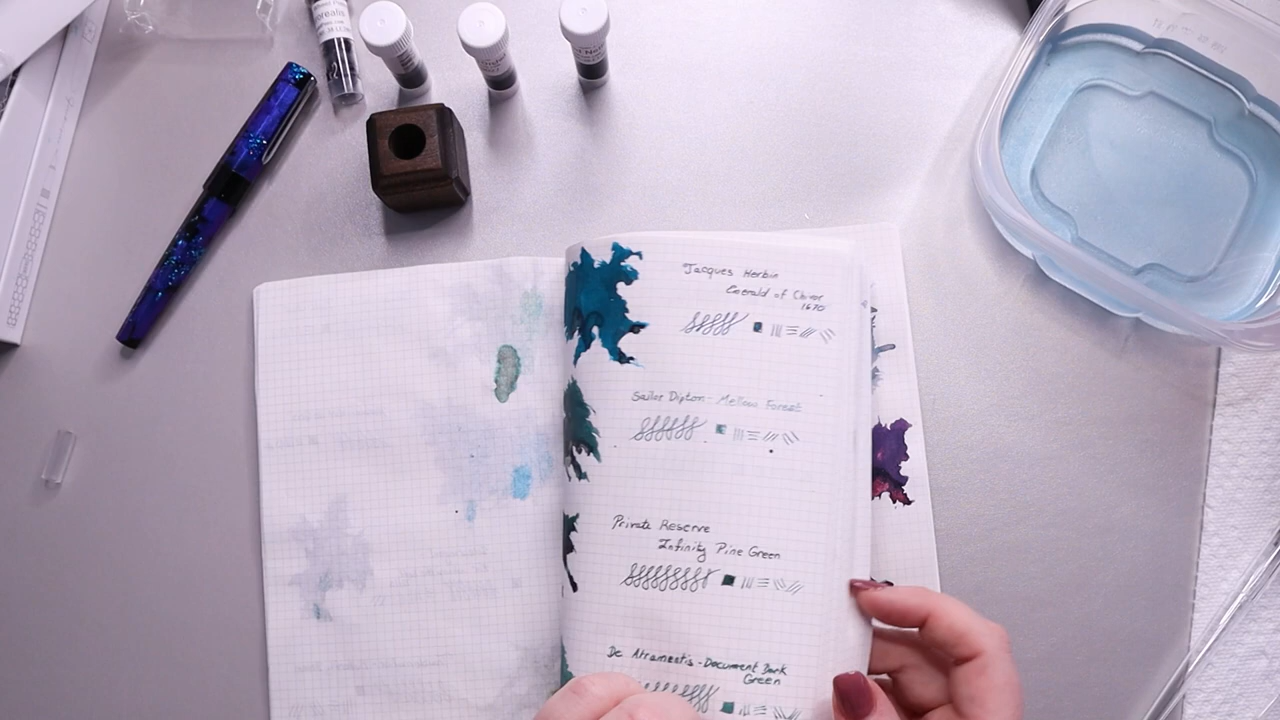 orealis
Jacques Herbin
Emerald of Chivor
1670
Sailor Dipton - Mellow Forest
Private Reserve
Infinity Pine Green
De Atramentis - Document Dark
Green